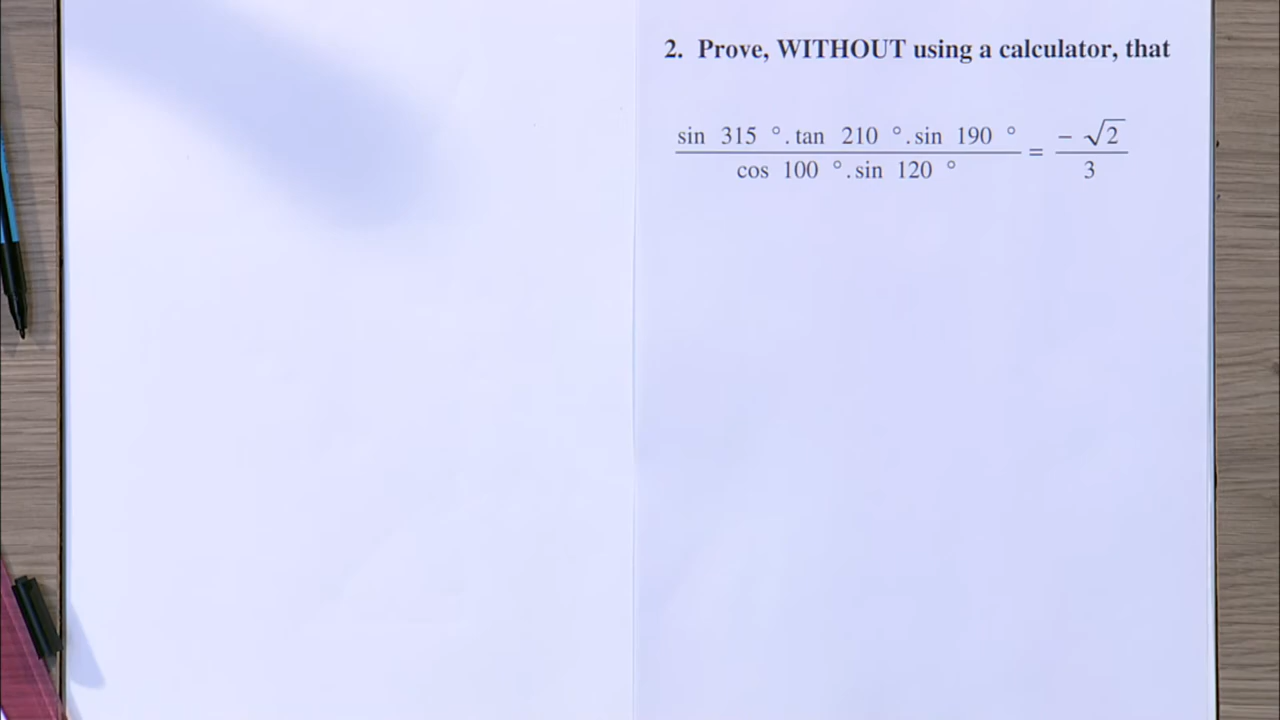 2. Prove, WITHOUT using a calculator, that
sin 315 °. tan 210 °. sin 190 ° / cos 100 °. sin 120 ° = - √2 / 3